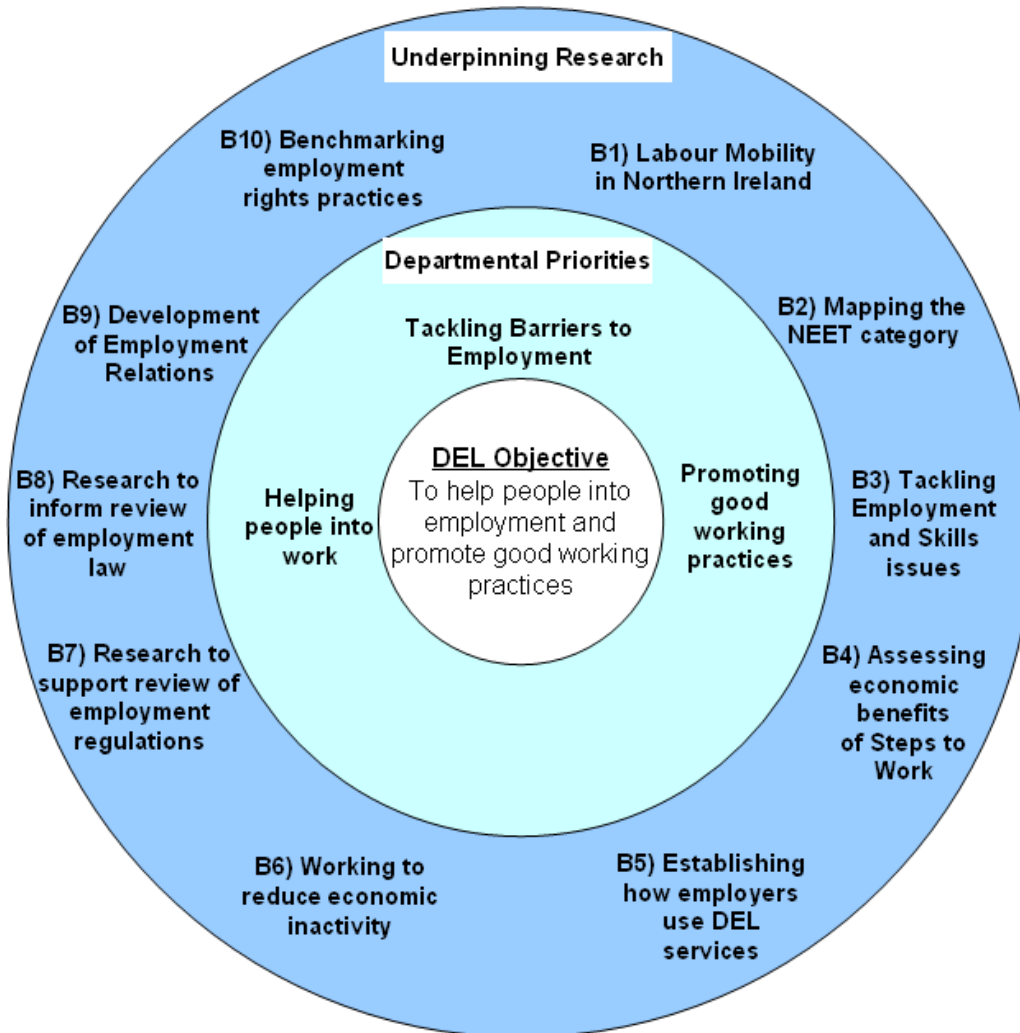 Underpinning Research
B10) Benchmarking
employment
rights practices
B1) Labour Mobility
in Northern Ireland
B2) Mapping the
NEET category
B3) Tackling
Employment
and Skills
issues
B4) Assessing
economic
benefits
of Steps to
Work
B5) Establishing
how employers
use DEL
services
B6) Working to
reduce economic
inactivity
B7) Research to
support review of
employment
regulations
B8) Research to
inform review
of employment
law
B9) Development
of Employment
Relations
Departmental Priorities
Tackling Barriers to
Employment
Helping
people into
work
Promoting
good
working
practices
DEL Objective
To help people into
employment and
promote good working
practices